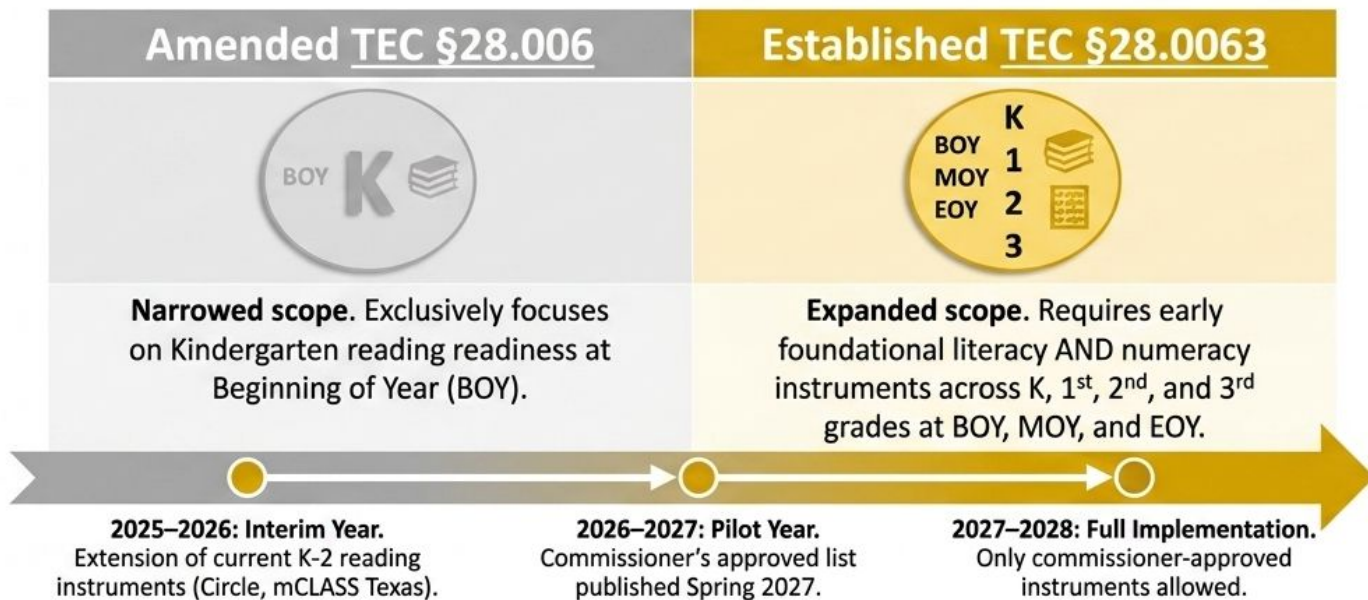 Amended TEC §28.006
BOY K
Narrowed scope. Exclusively focuses
on Kindergarten reading readiness at
Beginning of Year (BOY).
Established TEC §28.0063
BOY
MOY
EOY
K
1
2
3
Expanded scope. Requires early
foundational literacy AND numeracy
instruments across K, 1st, 2nd, and 3rd
grades at BOY, MOY, and EOY.
2025–2026: Interim Year.
Extension of current K-2 reading
instruments (Circle, mCLASS Texas).
2026–2027: Pilot Year.
Commissioner’s approved list
published Spring 2027.
2027–2028: Full Implementation.
Only commissioner-approved
instruments allowed.